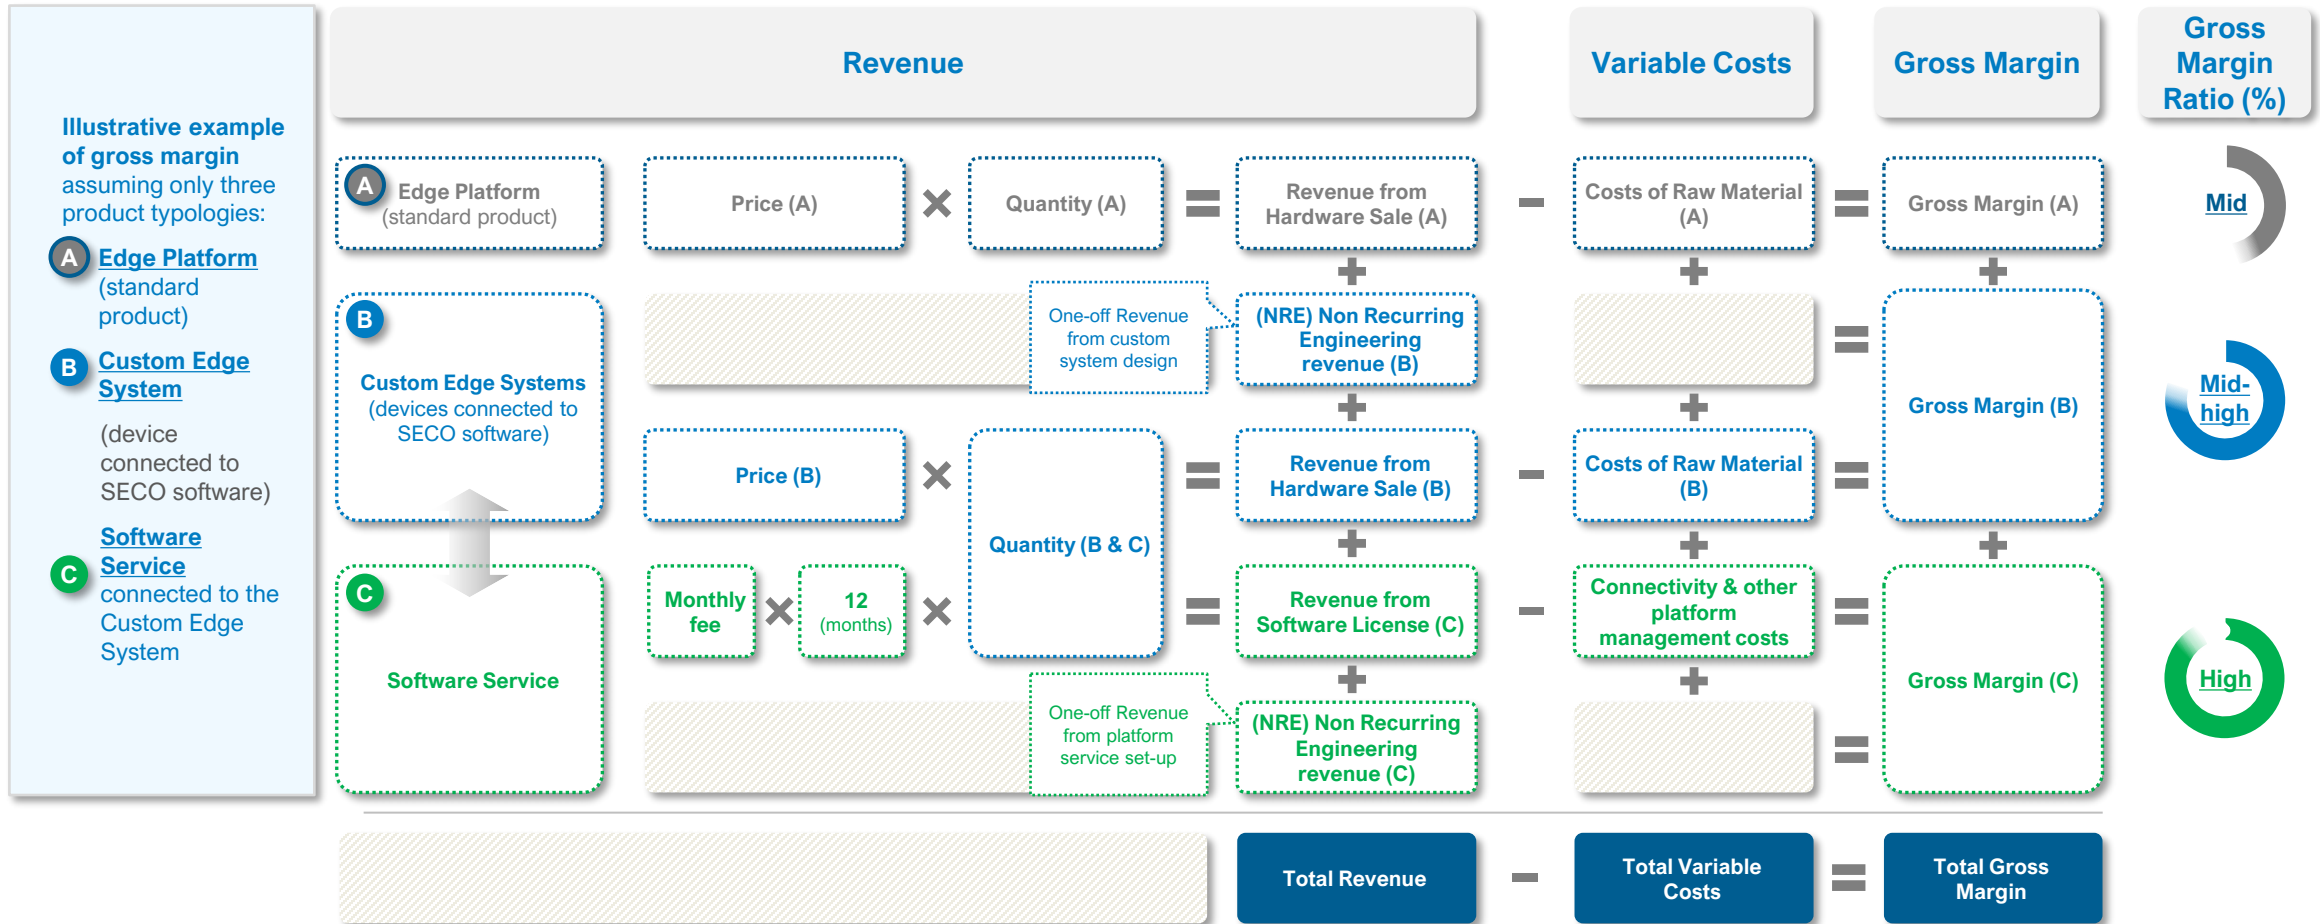 Illustrative example
of gross margin
assuming only three
product typologies:
A
Edge Platform
(standard
product)
B
Custom Edge
System
(device
connected to
SECO software)
C
Software
Service
connected to the
Custom Edge
System
Revenue
Variable Costs
Gross Margin
Gross
Margin
Ratio (%)
A
Edge Platform
(standard product)
Price (A)
×
Quantity (A)
=
Revenue from
Hardware Sale (A)
-
Costs of Raw Material
(A)
=
Gross Margin (A)
Mid
+
+
+
B
Custom Edge Systems
(devices connected to
SECO software)
One-off Revenue
from custom
system design
(NRE) Non Recurring
Engineering
revenue (B)
=
Gross Margin (B)
Mid-
high
+
+
Price (B)
×
Quantity (B & C)
=
Revenue from
Hardware Sale (B)
-
Costs of Raw Material
(B)
=
+
+
+
C
Software Service
Monthly
fee
×
12
(months)
×
=
Revenue from
Software License (C)
-
Connectivity & other
platform
management costs
=
Gross Margin (C)
High
+
+
One-off Revenue
from platform
service set-up
(NRE) Non Recurring
Engineering
revenue (C)
=
Total Revenue
-
Total Variable
Costs
=
Total Gross
Margin